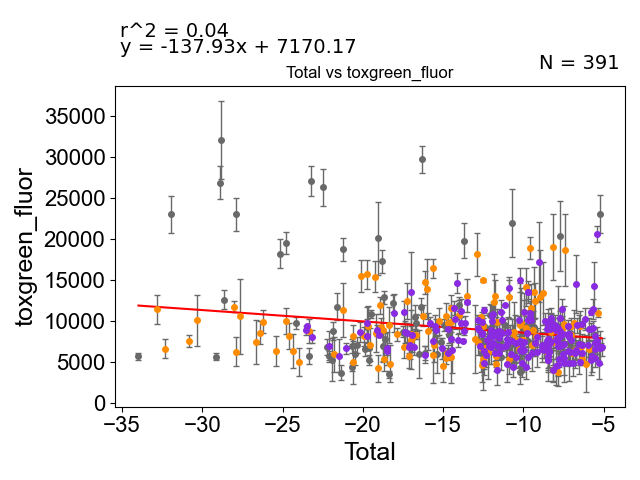 r^2 = 0.04
y = -137.93x + 7170.17
N = 391
Total vs toxgreen_fluor
35000
30000
25000
20000
15000
10000
5000
0
toxgreen_fluor
−35 −30 −25 −20 −15 −10 −5
Total